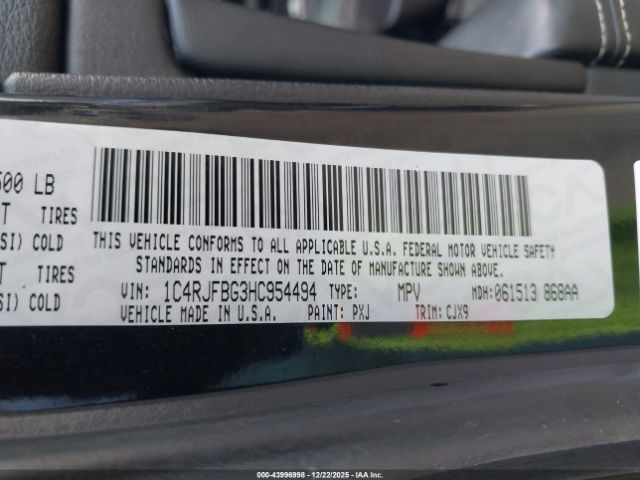 500 LB
TIRES
SI) COLD
TIRES
SI) COLD
THIS VEHICLE CONFORMS TO ALL APPLICABLE U.S.A. FEDERAL MOTOR VEHICLE SAFETY
STANDARDS IN EFFECT ON THE DATE OF MANUFACTURE SHOWN ABOVE.
VIN: 1C4RJFBG3HC954494 TYPE: MPV MDH: 061513 868AA
VEHICLE MADE IN U.S.A. PAINT: PXJ TRIM: CJX9
000-43996998 12/22/2025 - IAA Inc.